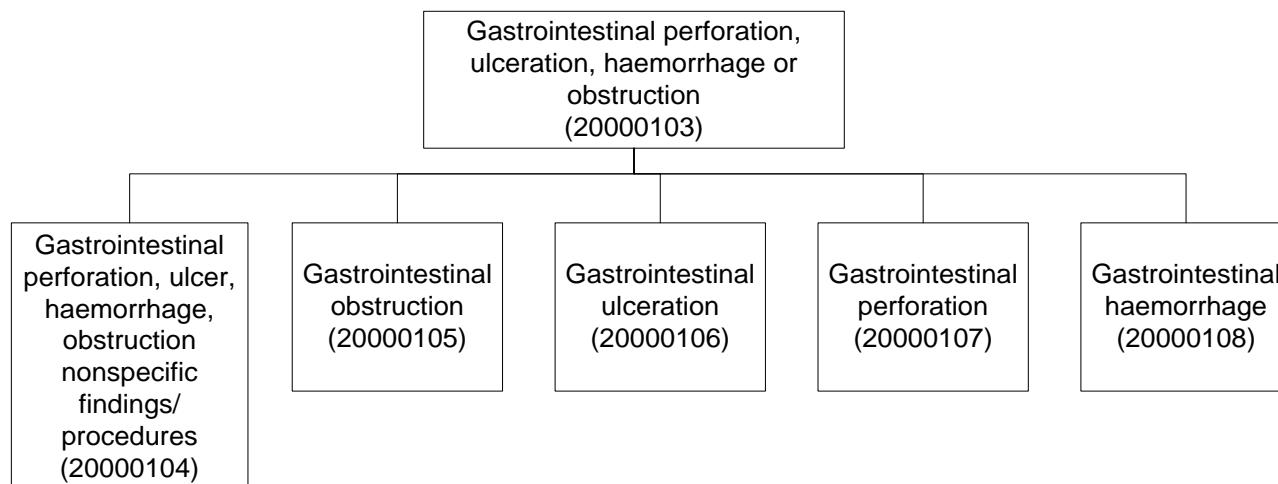 Gastrointestinal perforation,
ulceration, haemorrhage or
obstruction
(20000103)
Gastrointestinal
perforation, ulcer,
haemorrhage,
obstruction
nonspecific
findings/
procedures
(20000104)
Gastrointestinal
obstruction
(20000105)
Gastrointestinal
ulceration
(20000106)
Gastrointestinal
perforation
(20000107)
Gastrointestinal
haemorrhage
(20000108)